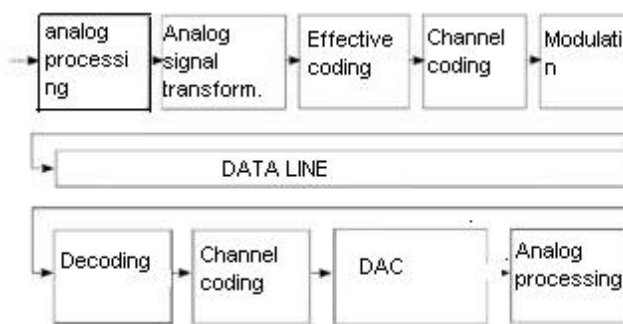 analog
processi
ng
Analog
signal
transform.
Effective
coding
Channel
coding
Modulati
n
DATA LINE
Decoding
Channel
coding
DAC
Analog
processing